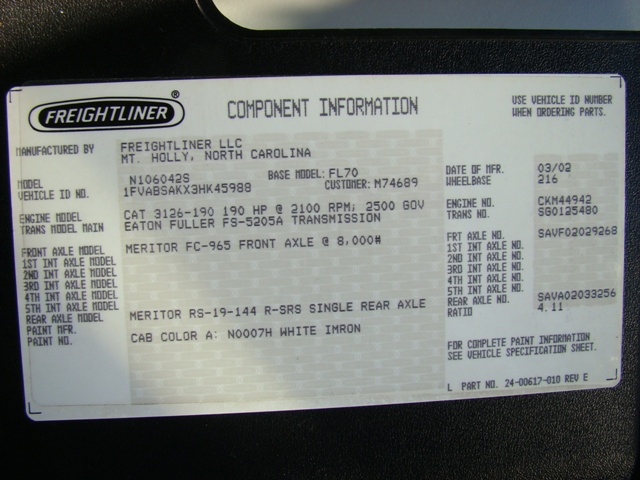 FREIGHTLINER®
COMPONENT INFORMATION
USE VEHICLE ID NUMBER
WHEN ORDERING PARTS.
MANUFACTURED BY FREIGHTLINER LLC
MT. HOLLY, NORTH CAROLINA
MODEL N106042S BASE MODEL: FL70 DATE OF MFR. 03/02
VEHICLE ID NO. 1FVABSAKX3HK45988 CUSTOMER: M74689 WHEELBASE 216
ENGINE MODEL CAT 3126-190 190 HP @ 2100 RPM; 2500 GOV ENGINE NO. CKM44942
TRANS MODEL MAIN EATON FULLER FS-5205A TRANSMISSION TRANS NO. SG0125480
FRONT AXLE MODEL MERITOR FC-965 FRONT AXLE @ 8,000# FRT AXLE NO. SAVF02029268
1ST INT AXLE MODEL 1ST INT AXLE NO.
2ND INT AXLE MODEL 2ND INT AXLE NO.
3RD INT AXLE MODEL 3RD INT AXLE NO.
4TH INT AXLE MODEL 4TH INT AXLE NO.
5TH INT AXLE MODEL 5TH INT AXLE NO.
REAR AXLE MODEL MERITOR RS-19-144 R-SRS SINGLE REAR AXLE REAR AXLE NO. SAVA02033256
RATIO 4.11
PAINT MFR. CAB COLOR A: N0007H WHITE IMRON
PAINT NO.
FOR COMPLETE PAINT INFORMATION
SEE VEHICLE SPECIFICATION SHEET.
PART NO. 24-00617-010 REV E